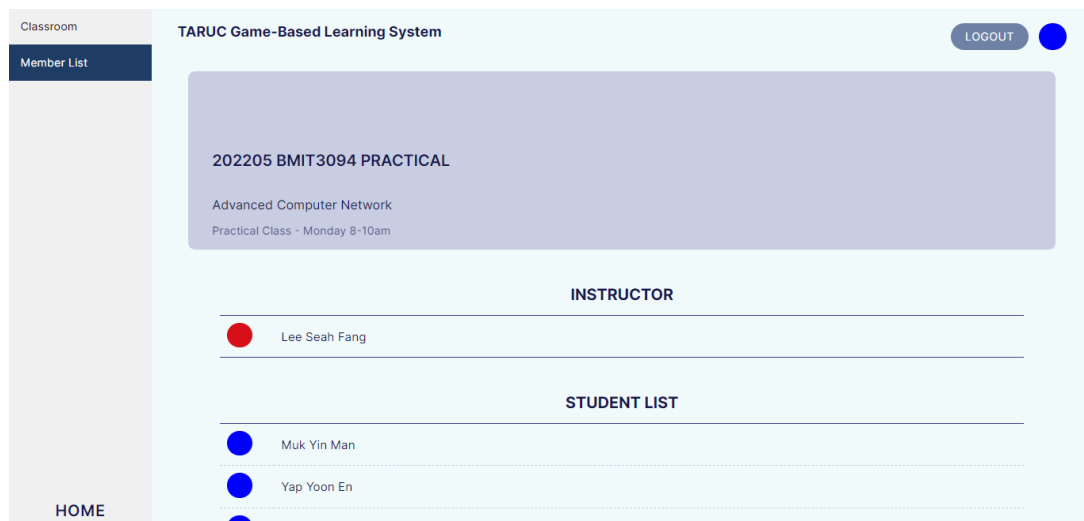 Classroom
Member List
HOME
TARUC Game-Based Learning System
LOGOUT
202205 BMIT3094 PRACTICAL
Advanced Computer Network
Practical Class - Monday 8-10am
INSTRUCTOR
Lee Seah Fang
STUDENT LIST
Muk Yin Man
Yap Yoon En